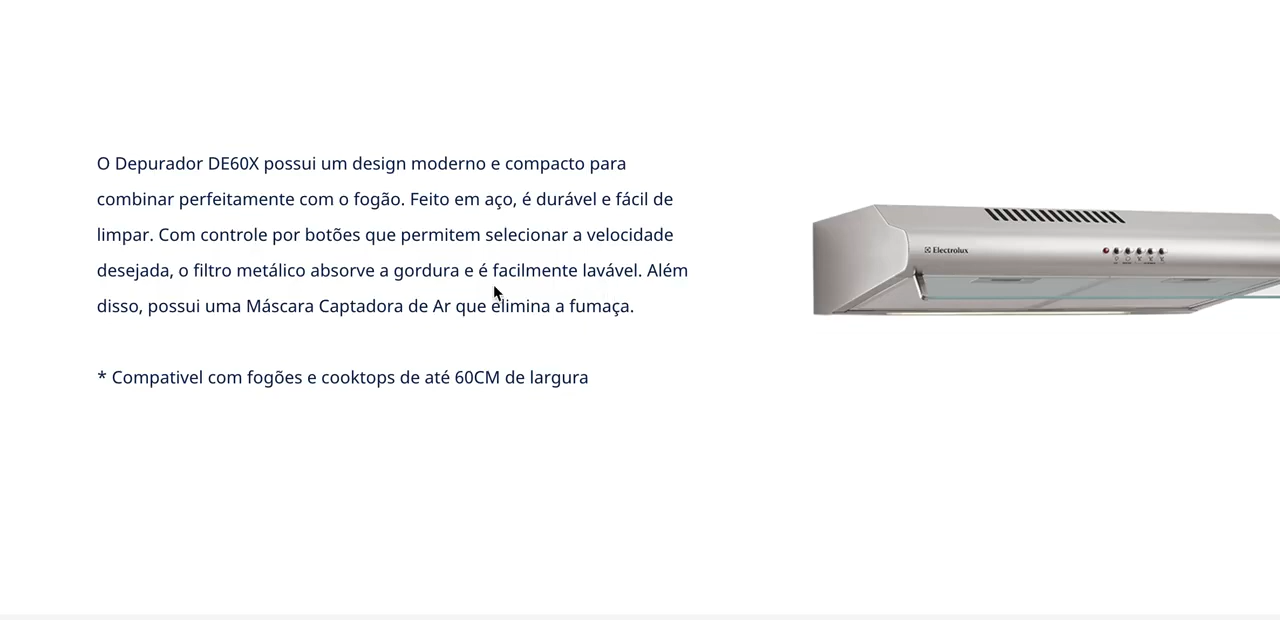 O Depurador DE60X possui um design moderno e compacto para
combinar perfeitamente com o fogão. Feito em aço, é durável e fácil de
limpar. Com controle por botões que permitem selecionar a velocidade
desejada, o filtro metálico absorve a gordura e é facilmente lavável. Além
disso, possui uma Máscara Captadora de Ar que elimina a fumaça.
* Compativel com fogões e cooktops de até 60CM de largura
Electrolux